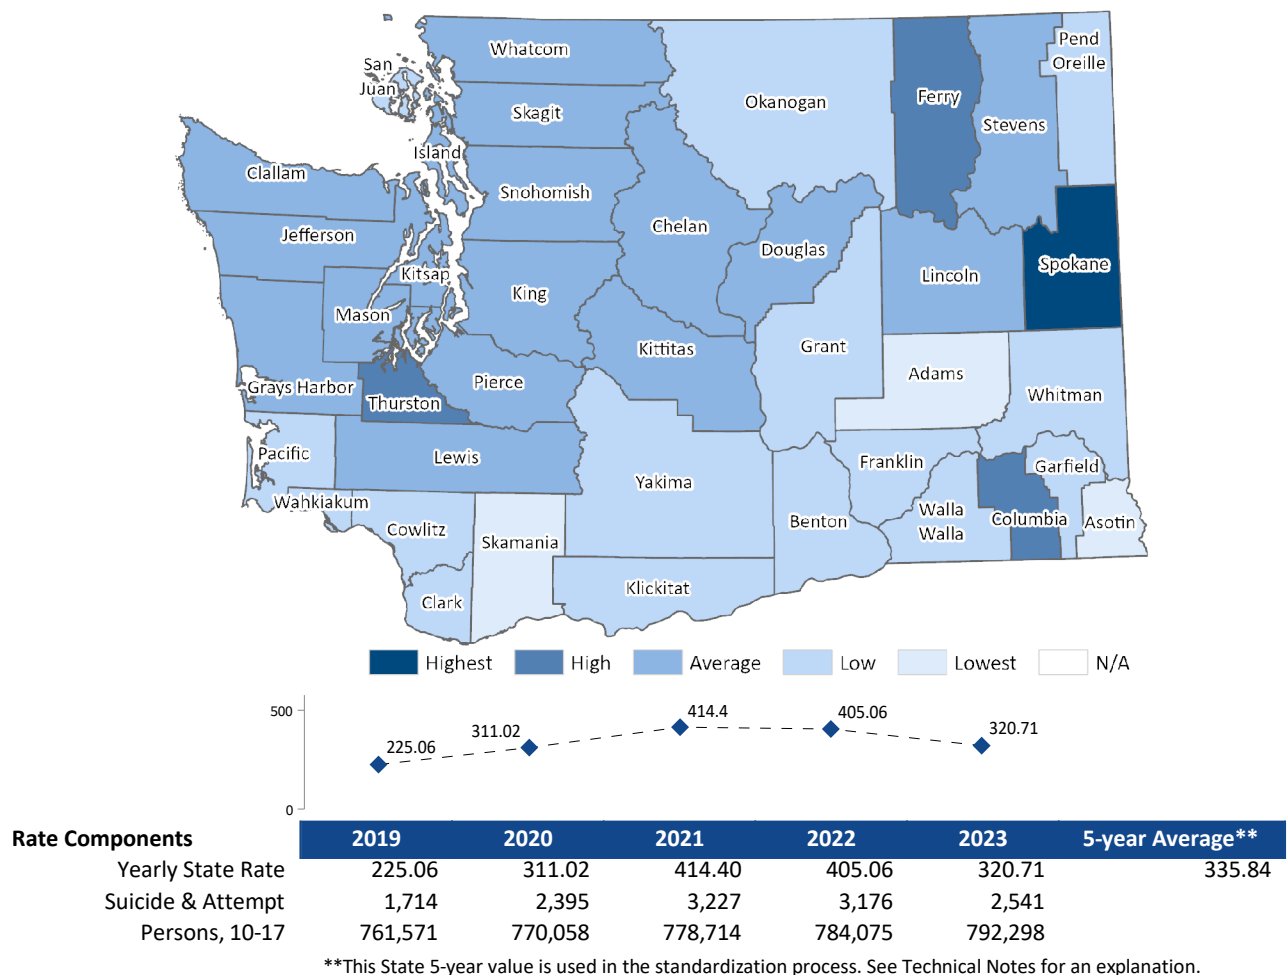 Whatcom
Pend
Oreille
San
Juan
Okanogan
Ferry
Skagit
Stevens
Island
Clallam
Snohomish
Chelan
Jefferson
Douglas
Kitsap
Lincoln
Spokane
King
Mason
Kittitas
Grant
Adams
Pierce
Grays Harbor
Whitman
Thurston
Pacific
Lewis
Franklin
Garfield
Yakima
Wahkiakum
Walla
Walla
Columbia
Asotin
Benton
Cowlitz
Skamania
Klickitat
Clark
Highest High Average Low Lowest N/A
500
414.4
405.06
311.02
320.71
225.06
0
Rate Components 2019 2020 2021 2022 2023 5-year Average**
Yearly State Rate 225.06 311.02 414.40 405.06 320.71 335.84
Suicide & Attempt 1,714 2,395 3,227 3,176 2,541
Persons, 10-17 761,571 770,058 778,714 784,075 792,298
**This State 5-year value is used in the standardization process. See Technical Notes for an explanation.